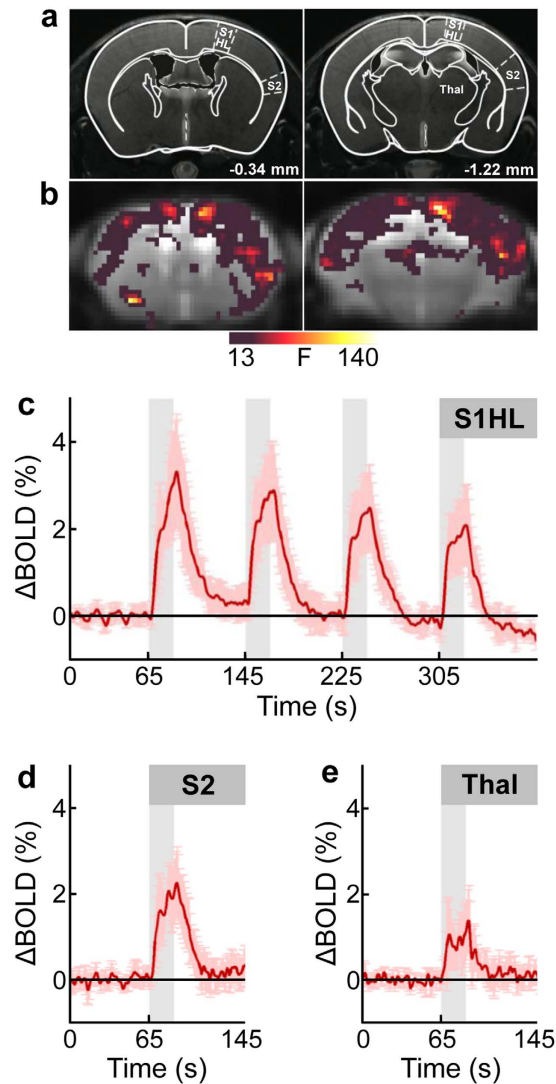 a
S1
HL
S2
-0.34 mm
S1
HL
S2
Thal
-1.22 mm
b
13 F 140
c
S1HL
ΔBOLD (%)
4
2
0
0 65 145 225 305
Time (s)
d
S2
ΔBOLD (%)
4
2
0
0 65 145
Time (s)
e
Thal
ΔBOLD (%)
4
2
0
0 65 145
Time (s)